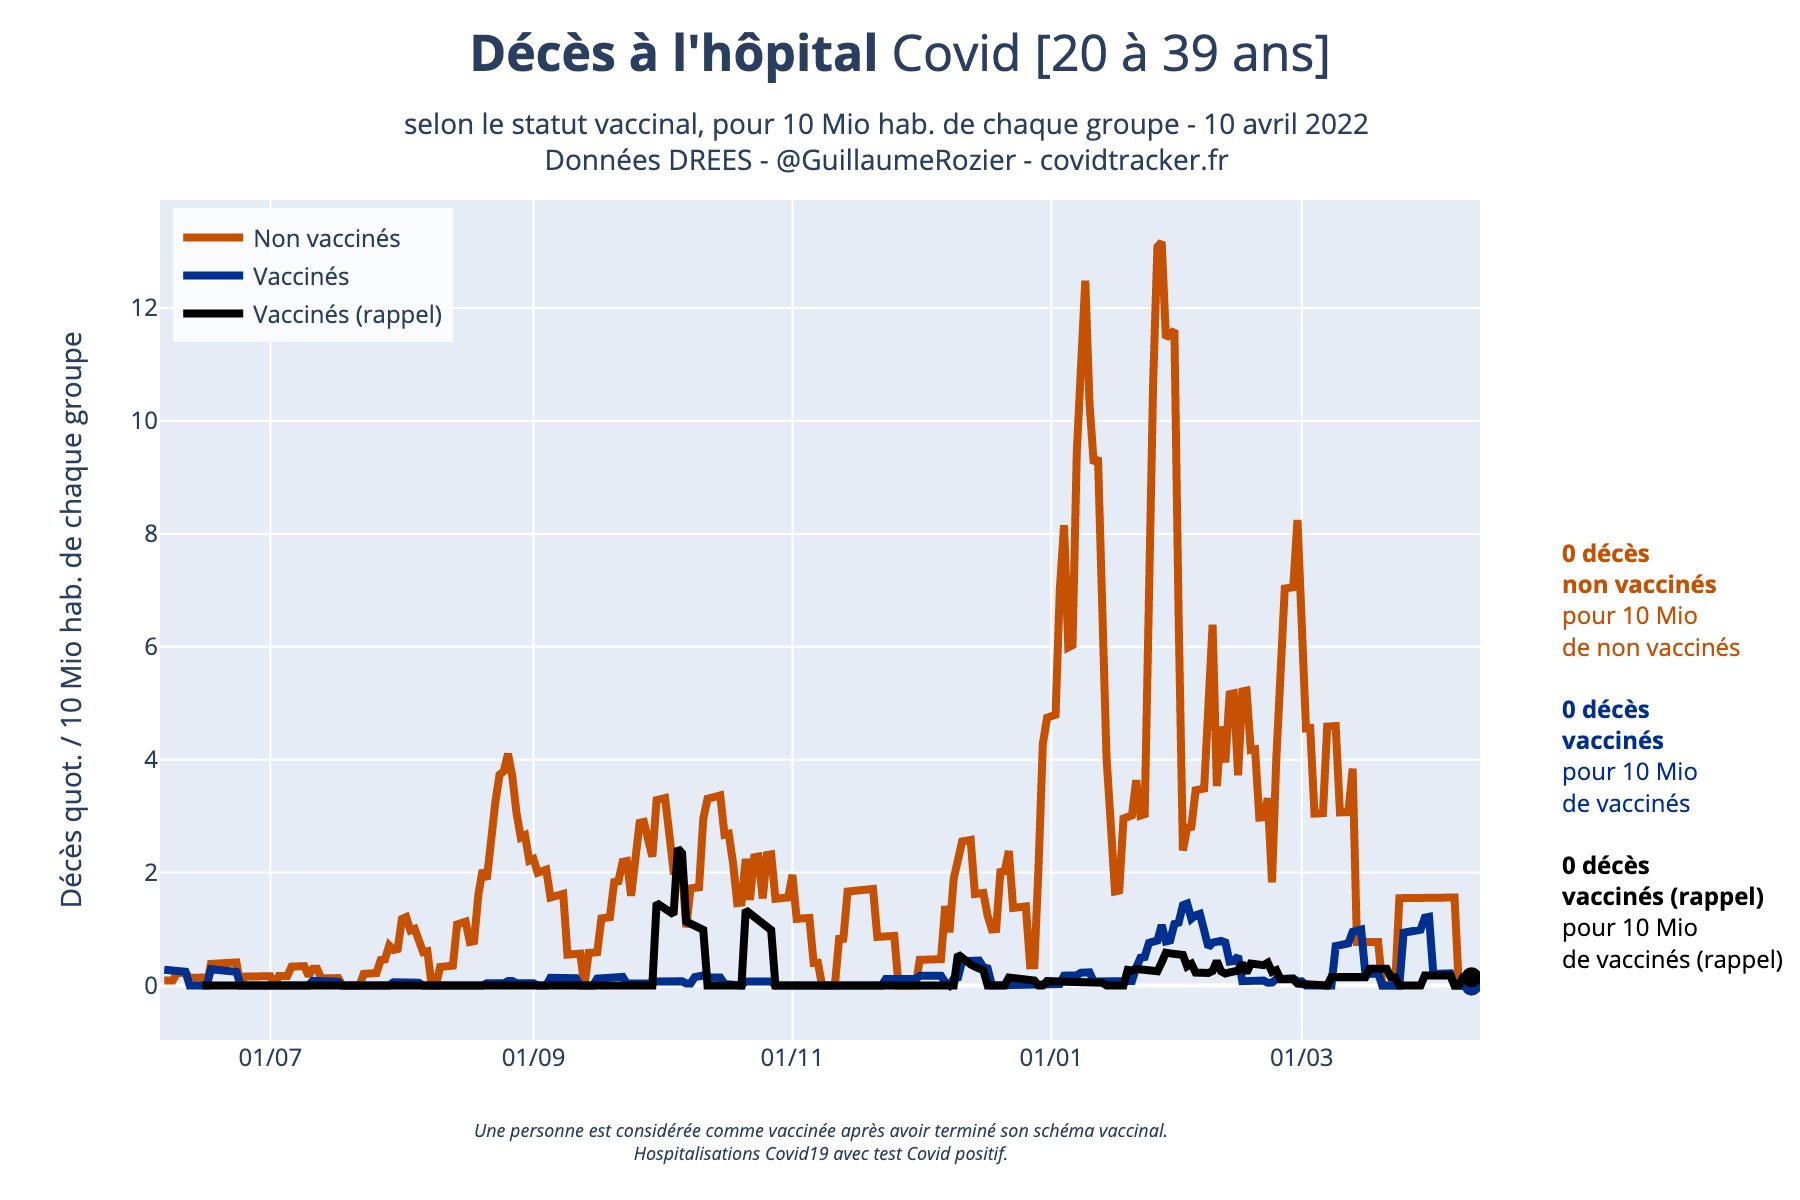 Décès à l'hôpital Covid [20 à 39 ans]
selon le statut vaccinal, pour 10 Mio hab. de chaque groupe - 10 avril 2022
Données DREES - @GuillaumeRozier - covidtracker.fr
Non vaccinés
Vaccinés
Vaccinés (rappel)
Décès quot. / 10 Mio hab. de chaque groupe
12
10
8
6
4
2
0
01/07
01/09
01/11
01/01
01/03
0 décès
non vaccinés
pour 10 Mio
de non vaccinés
0 décès
vaccinés
pour 10 Mio
de vaccinés
0 décès
vaccinés (rappel)
pour 10 Mio
de vaccinés (rappel)
Une personne est considérée comme vaccinée après avoir terminé son schéma vaccinal.
Hospitalisations Covid19 avec test Covid positif.